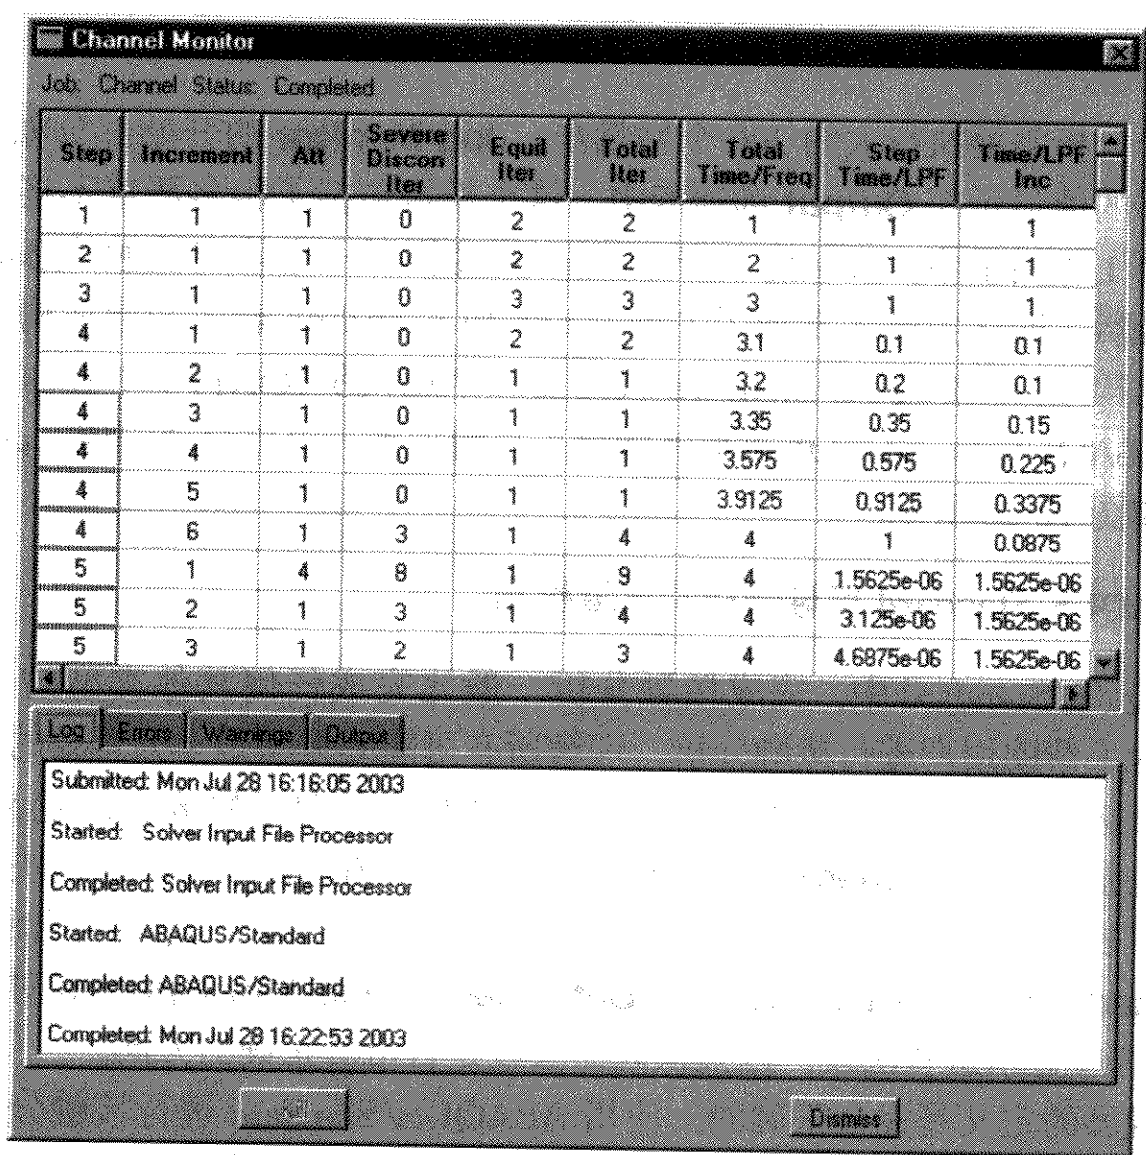 Channel Monitor
Job: Channel Status: Completed
Step Increment Att Severe Discon Iter Equil Iter Total Iter Total Time/Freq Step Time/LPF Time/LPF Inc
1 1 1 0 2 2 1 1 1
2 1 1 0 2 2 2 1 1
3 1 1 0 3 3 3 1 1
4 1 1 0 2 2 3.1 0.1 0.1
4 2 1 0 1 1 3.2 0.2 0.1
4 3 1 0 1 1 3.35 0.35 0.15
4 4 1 0 1 1 3.575 0.575 0.225
4 5 1 0 1 1 3.9125 0.9125 0.3375
4 6 1 3 1 4 4 1 0.0875
5 1 4 8 1 9 4 1.5625e-06 1.5625e-06
5 2 1 3 1 4 4 3.125e-06 1.5625e-06
5 3 1 2 1 3 4 4.6875e-06 1.5625e-06
Log Errors Warnings Output
Submitted: Mon Jul 28 16:16:05 2003
Started: Solver Input File Processor
Completed: Solver Input File Processor
Started: ABAQUS/Standard
Completed: ABAQUS/Standard
Completed: Mon Jul 28 16:22:53 2003
Dismiss